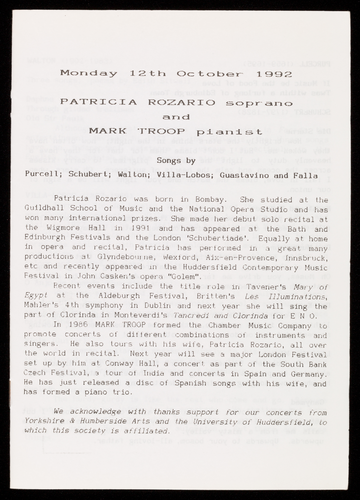 Monday 12th October 1992
PATRICIA ROZARIO soprano
and
MARK TROOP pianist
Songs by
Purcell; Schubert; Walton; Villa-Lobos; Guastavino and Falla
Patricia Rozario was born in Bombay. She studied at the
Guildhall School of Music and the National Opera Studio and has
won many international prizes. She made her debut solo recital at
the Wigmore Hall in 1991 and has appeared at the Bath and
Edinburgh Festivals and the London 'Schubertiade'. Equally at home
in opera and recital, Patricia has performed in a great many
productions at Glyndebourne, Wexford, Aix-en-Provence, Innsbruck,
etc and recently appeared in the Huddersfield Contemporary Music
Festival in John Casken's opera "Golem".
Recent events include the title role in Tavener's Mary of
Egypt at the Aldeburgh Festival, Britten's Les Illuminations,
Mahler's 4th symphony in Dublin and next year she will sing the
part of Clorinda in Monteverdi's Tancredi and Clorinda for E N O.
In 1986 MARK TROOP formed the Chamber Music Company to
promote concerts of different combinations of instruments and
singers. He also tours with his wife, Patricia Rozario, all over
the world in recital. Next year will see a major London Festival
set up by him at Conway Hall, a concert as part of the South Bank
Czech Festival, a tour of India and concerts in Spain and Germany.
He has just released a disc of Spanish songs with his wife, and
has formed a piano trio.
We acknowledge with thanks support for our concerts from
Yorkshire & Humberside Arts and the University of Huddersfield, to
which this society is affiliated.